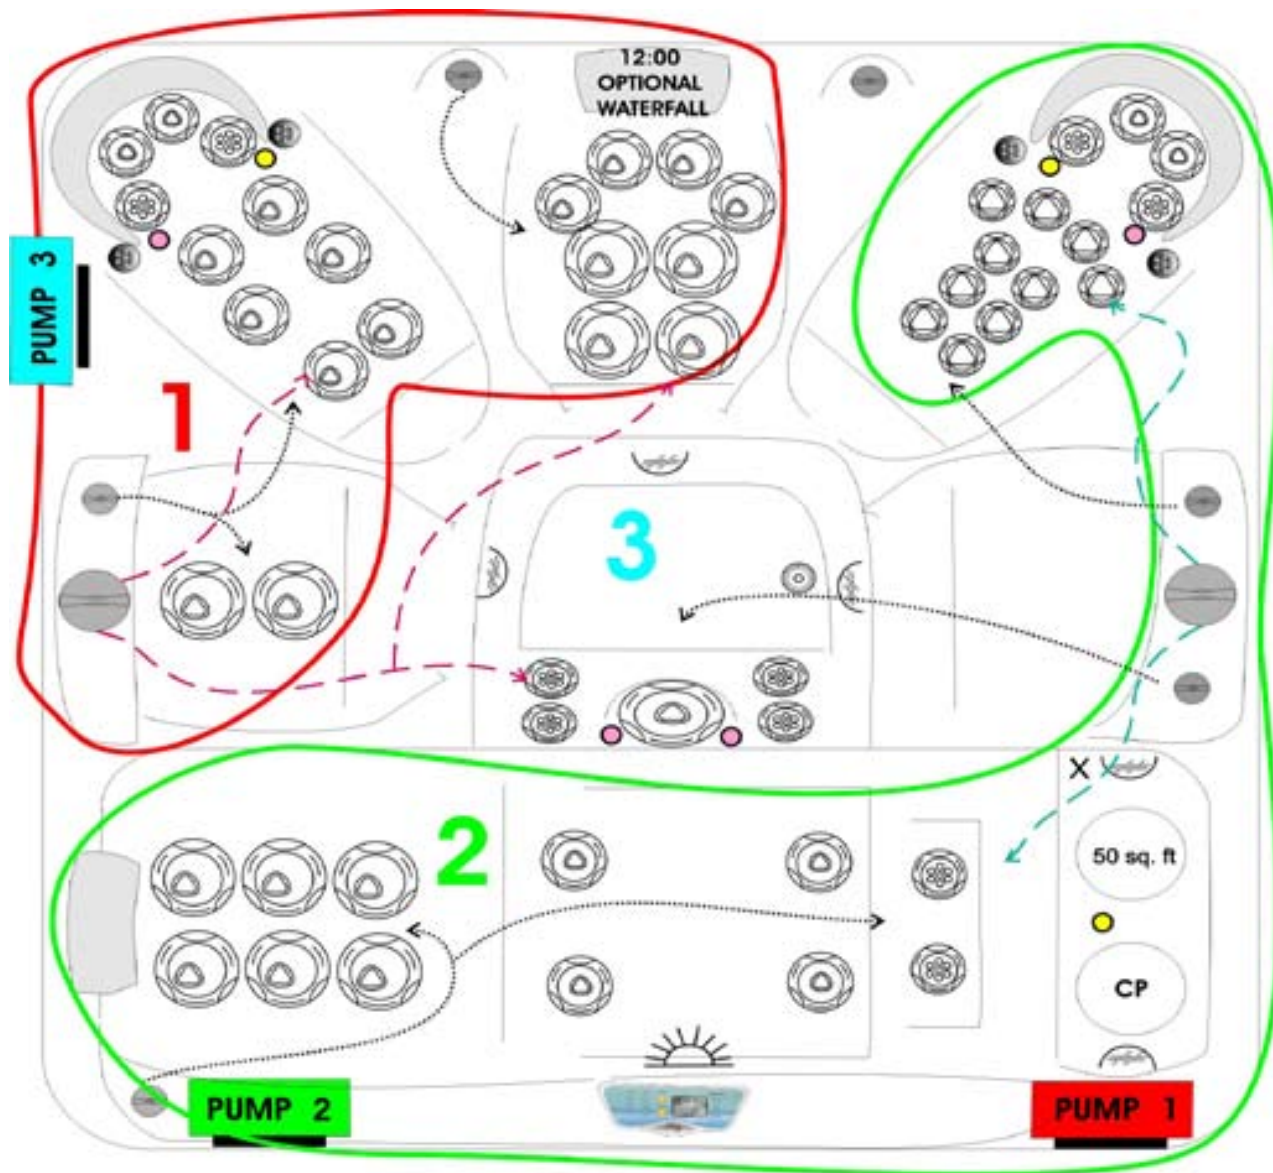 12:00
OPTIONAL
WATERFALL
PUMP 3
1
3
2
X
50 sq. ft
CP
PUMP 2
PUMP 1